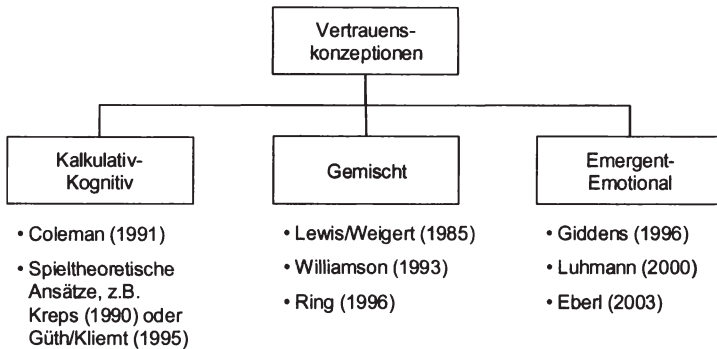 Vertrauens-
konzeptionen
Kalkulativ-
Kognitiv
• Coleman (1991)
• Spieltheoretische
Ansätze, z.B.
Kreps (1990) oder
Güth/Kliemt (1995)
Gemischt
• Lewis/Weigert (1985)
• Williamson (1993)
• Ring (1996)
Emergent-
Emotional
• Giddens (1996)
• Luhmann (2000)
• Eberl (2003)